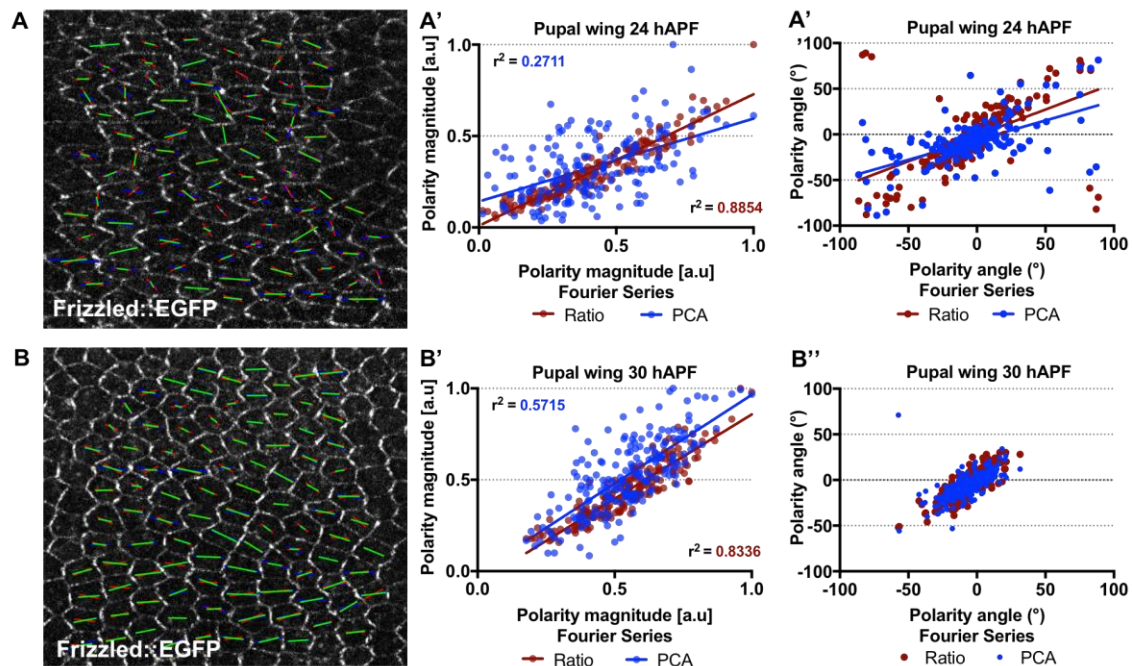 A
Frizzled::EGFP
A'
Pupal wing 24 hAPF
Polarity magnitude [a.u]
1.0
0.5
0.0
r² = 0.2711
r² = 0.8854
0.0
0.5
1.0
Polarity magnitude [a.u]
Fourier Series
Ratio
PCA
A'
Pupal wing 24 hAPF
Polarity angle (°)
100
50
0
-50
-100
-100
-50
0
50
100
Polarity angle (°)
Fourier Series
Ratio
PCA
B
Frizzled::EGFP
B'
Pupal wing 30 hAPF
Polarity magnitude [a.u]
1.0
0.5
0.0
r² = 0.5715
r² = 0.8336
0.0
0.5
1.0
Polarity magnitude [a.u]
Fourier Series
Ratio
PCA
B''
Pupal wing 30 hAPF
Polarity angle (°)
100
50
0
-50
-100
-100
-50
0
50
100
Polarity angle (°)
Fourier Series
Ratio
PCA